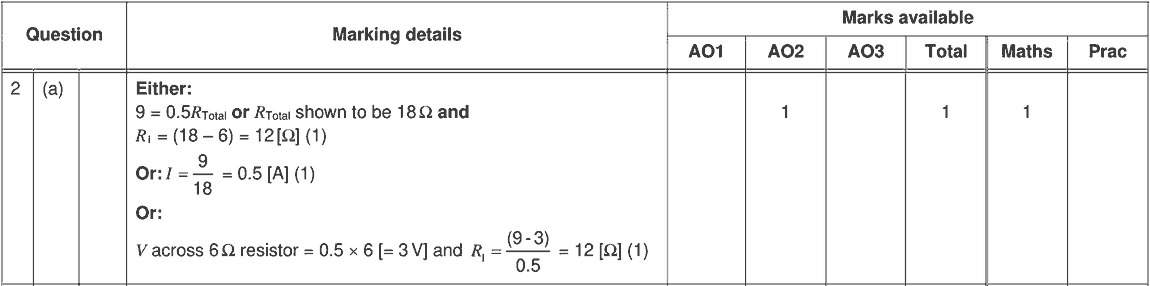 Question Marking details Marks available
AO1 AO2 AO3 Total Maths Prac
2 (a) Either:
9 = 0.5R_Total or R_Total shown to be 18 Ω and 1 1 1
R₁ = (18 – 6) = 12 [Ω] (1)
Or: I = 9/18 = 0.5 [A] (1)
Or:
V across 6 Ω resistor = 0.5 × 6 [= 3 V] and R₁ = (9 - 3)/0.5 = 12 [Ω] (1)